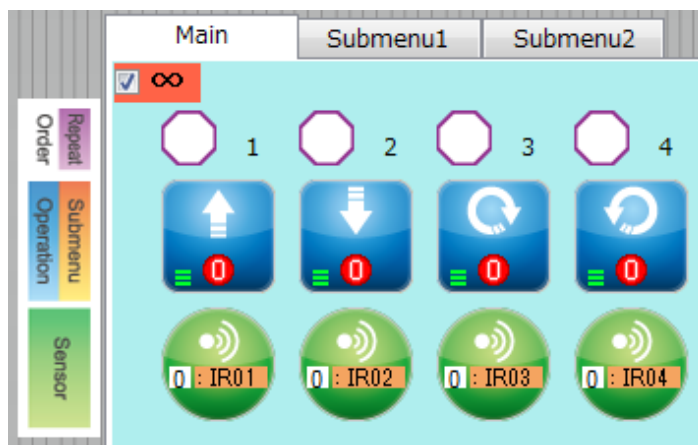 Main Submenu1 Submenu2
∞
Repeat
Order
1 2 3 4
Submenu
Operation
0 0 0 0
Sensor
0 : IR01 0 : IR02 0 : IR03 0 : IR04